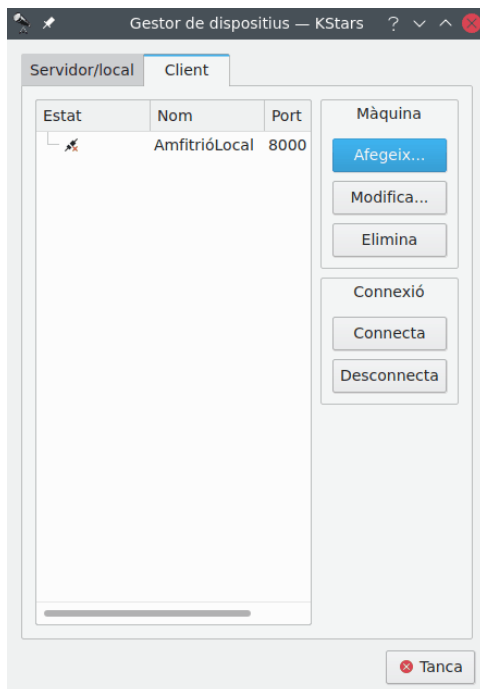 Gestor de dispositius — KStars
Servidor/local
Client
Estat Nom Port
AmfitrióLocal 8000
Màquina
Afegeix...
Modifica...
Elimina
Connexió
Connecta
Desconnecta
Tanca